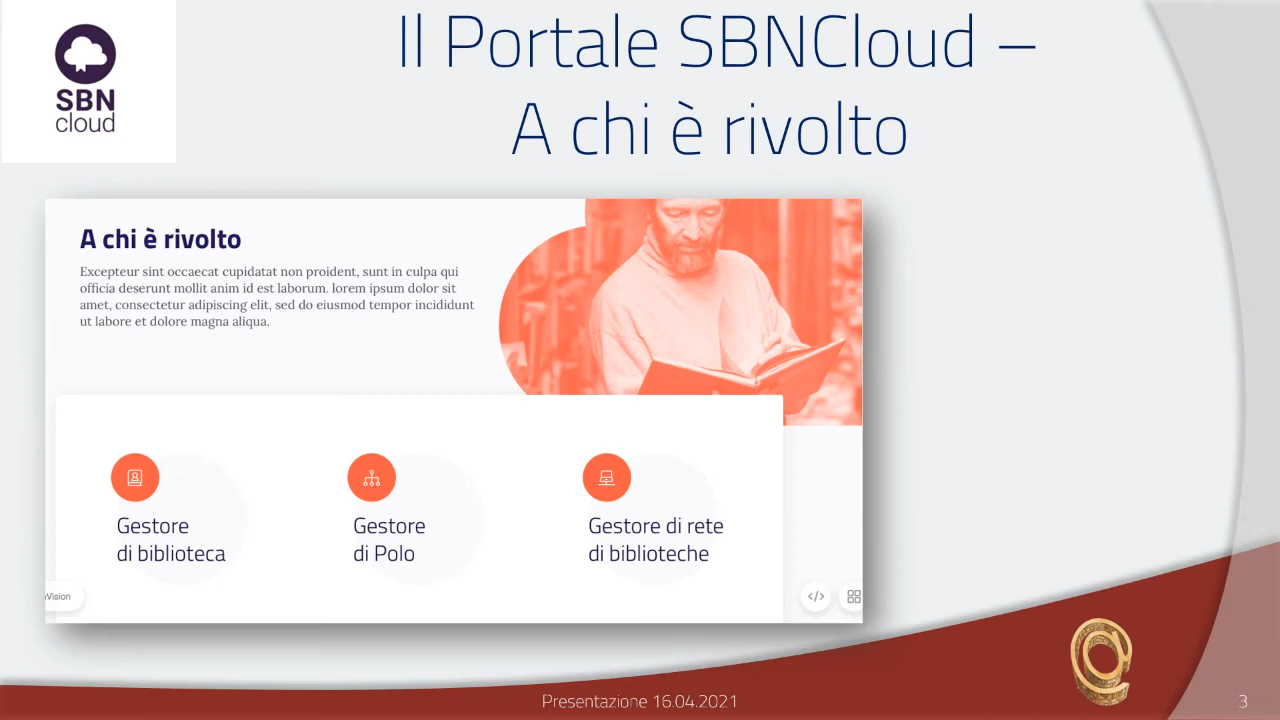 SBN
cloud
Il Portale SBNCloud –
A chi è rivolto
A chi è rivolto
Excepteur sint occaecat cupidatat non proident, sunt in culpa qui
officia deserunt mollit anim id est laborum. lorem ipsum dolor sit
amet, consectetur adipiscing elit, sed do eiusmod tempor incididunt
ut labore et dolore magna aliqua.
Gestore
di biblioteca
Gestore
di Polo
Gestore di rete
di biblioteche
Vision
</>
@
Presentazione 16.04.2021
3